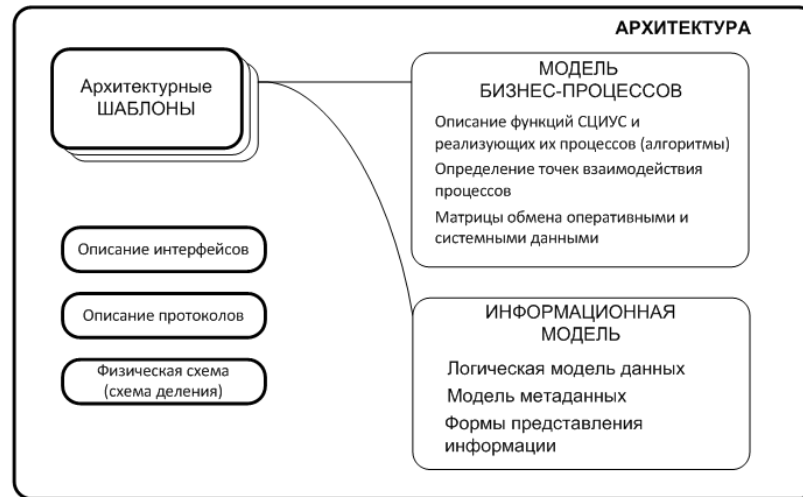 АРХИТЕКТУРА
Архитектурные
ШАБЛОНЫ
МОДЕЛЬ
БИЗНЕС-ПРОЦЕССОВ
Описание функций СЦИУС и
реализующих их процессов (алгоритмы)
Определение точек взаимодействия
процессов
Матрицы обмена оперативными и
системными данными
Описание интерфейсов
Описание протоколов
Физическая схема
(схема деления)
ИНФОРМАЦИОННАЯ
МОДЕЛЬ
Логическая модель данных
Модель метаданных
Формы представления
информации